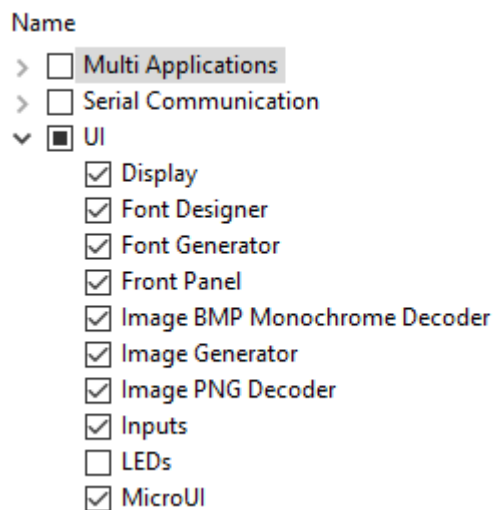 Name
Multi Applications
Serial Communication
UI
Display
Font Designer
Font Generator
Front Panel
Image BMP Monochrome Decoder
Image Generator
Image PNG Decoder
Inputs
LEDs
MicroUI